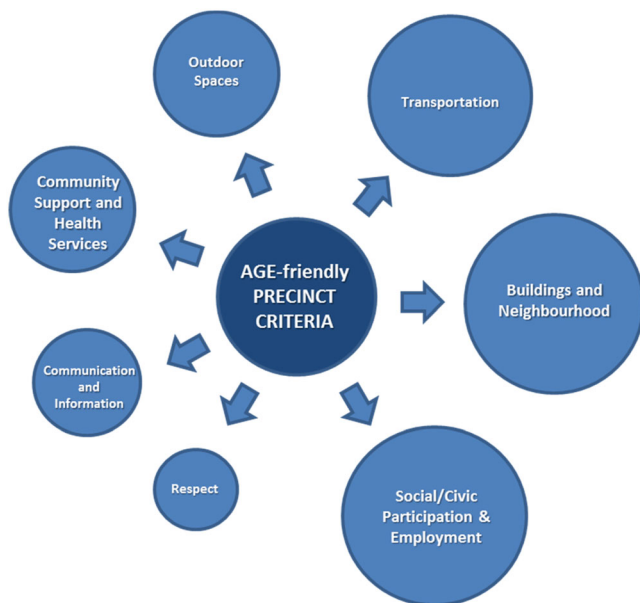 Outdoor
Spaces
Transportation
Community
Support and
Health
Services
AGE-friendly
PRECINCT
CRITERIA
Buildings and
Neighbourhood
Communication
and
Information
Respect
Social/Civic
Participation &
Employment